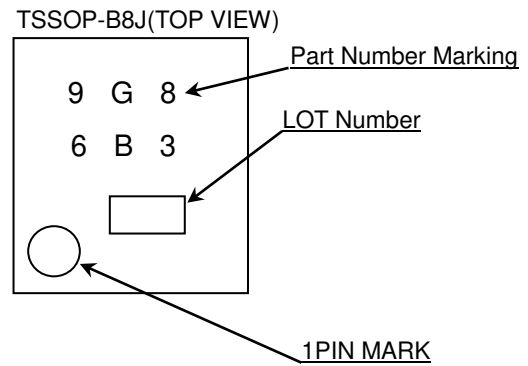 TSSOP-B8J(TOP VIEW)
Part Number Marking
9 G 8
LOT Number
6 B 3
1PIN MARK